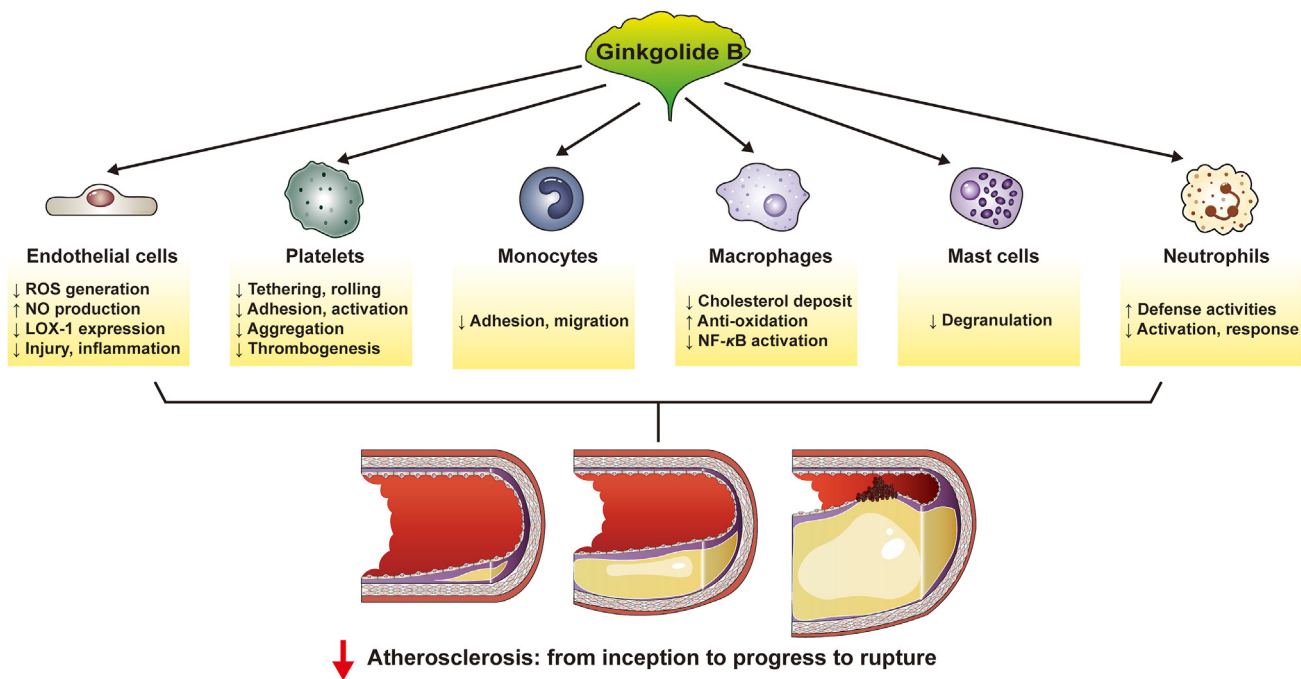 Ginkgolide B
Endothelial cells
↓ ROS generation
↑ NO production
↓ LOX-1 expression
↓ Injury, inflammation
Platelets
↓ Tethering, rolling
↓ Adhesion, activation
↓ Aggregation
↓ Thrombogenesis
Monocytes
↓ Adhesion, migration
Macrophages
↓ Cholesterol deposit
↑ Anti-oxidation
↓ NF-κB activation
Mast cells
↓ Degranulation
Neutrophils
↑ Defense activities
↓ Activation, response
↓ Atherosclerosis: from inception to progress to rupture